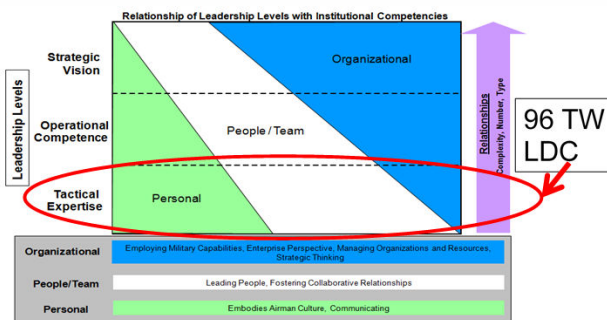 Relationship of Leadership Levels with Institutional Competencies
Strategic
Vision
Organizational
Leadership Levels
Operational
Competence
People / Team
Relationships
Complexity, Number, Type
96 TW
LDC
Tactical
Expertise
Personal
Organizational
Employing Military Capabilities, Enterprise Perspective, Managing Organizations and Resources,
Strategic Thinking
People/Team
Leading People, Fostering Collaborative Relationships
Personal
Embodies Airman Culture, Communicating